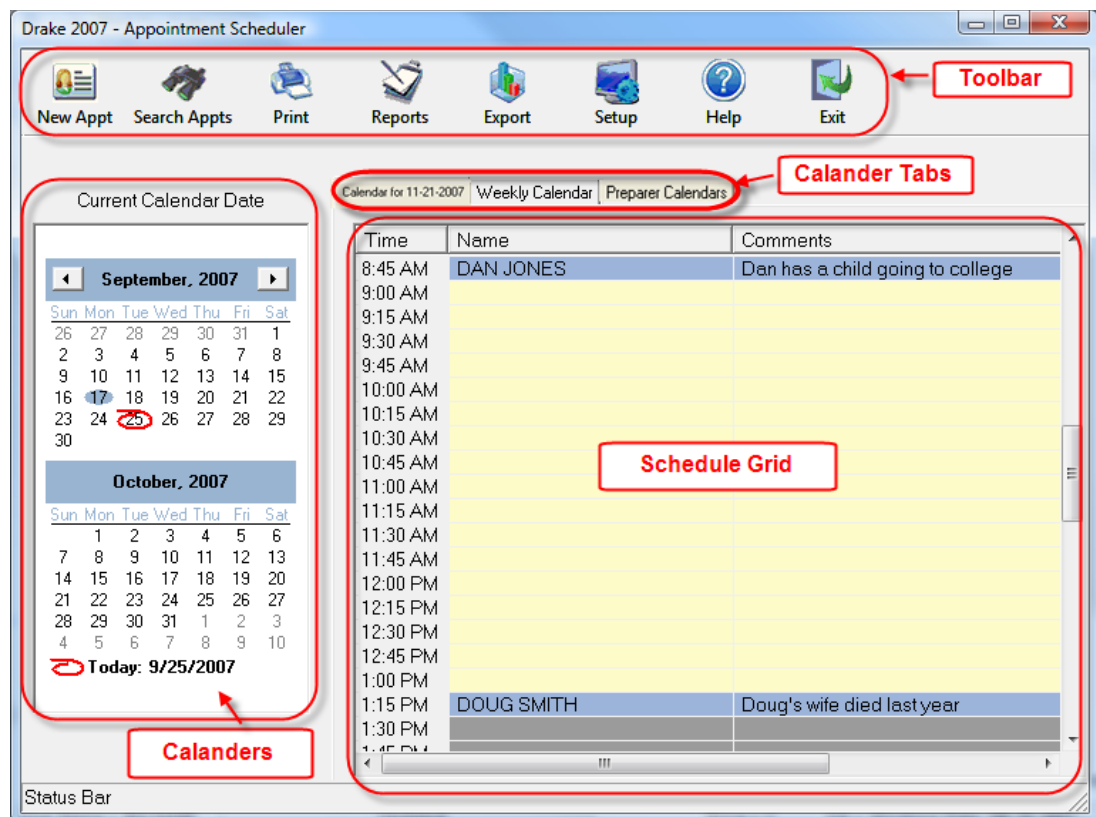 Drake 2007 - Appointment Scheduler
New Appt Search Appts Print Reports Export Setup Help Exit
Toolbar
Calander Tabs
Current Calendar Date
Calendar for 11-21-2007 Weekly Calendar Preparer Calendars
September, 2007
Sun Mon Tue Wed Thu Fri Sat
26 27 28 29 30 31 1
2 3 4 5 6 7 8
9 10 11 12 13 14 15
16 17 18 19 20 21 22
23 24 25 26 27 28 29
30
October, 2007
Sun Mon Tue Wed Thu Fri Sat
1 2 3 4 5 6
7 8 9 10 11 12 13
14 15 16 17 18 19 20
21 22 23 24 25 26 27
28 29 30 31 1 2 3
4 5 6 7 8 9 10
Today: 9/25/2007
Calanders
Time Name Comments
8:45 AM DAN JONES Dan has a child going to college
9:00 AM
9:15 AM
9:30 AM
9:45 AM
10:00 AM
10:15 AM
10:30 AM
10:45 AM
11:00 AM
11:15 AM
11:30 AM
11:45 AM
12:00 PM
12:15 PM
12:30 PM
12:45 PM
1:00 PM
1:15 PM DOUG SMITH Doug's wife died last year
1:30 PM
1:45 PM
Schedule Grid
Status Bar